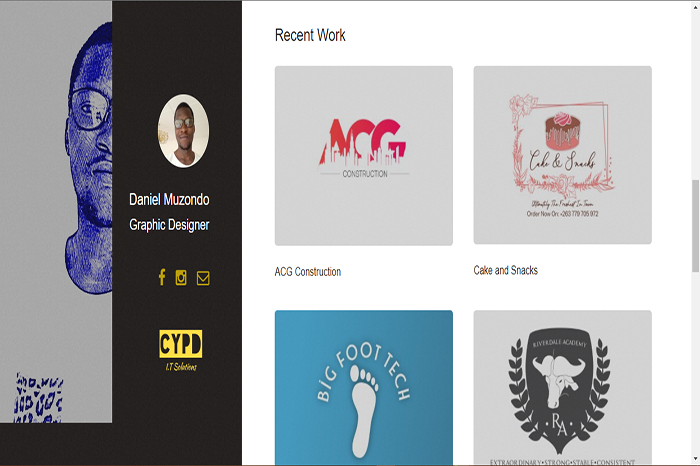 Daniel Muzondo
Graphic Designer
CYPD
I.T Solutions
Recent Work
ACG
CONSTRUCTION
ACG Construction
Cake & Snacks
Ultimately The Freshest In Town
Order Now On: +263 779 705 972
Cake and Snacks
BIG FOOT TECH
RIVERDALE ACADEMY
RA
EXTRAORDINARY•STRONG•STABLE•CONSISTENT